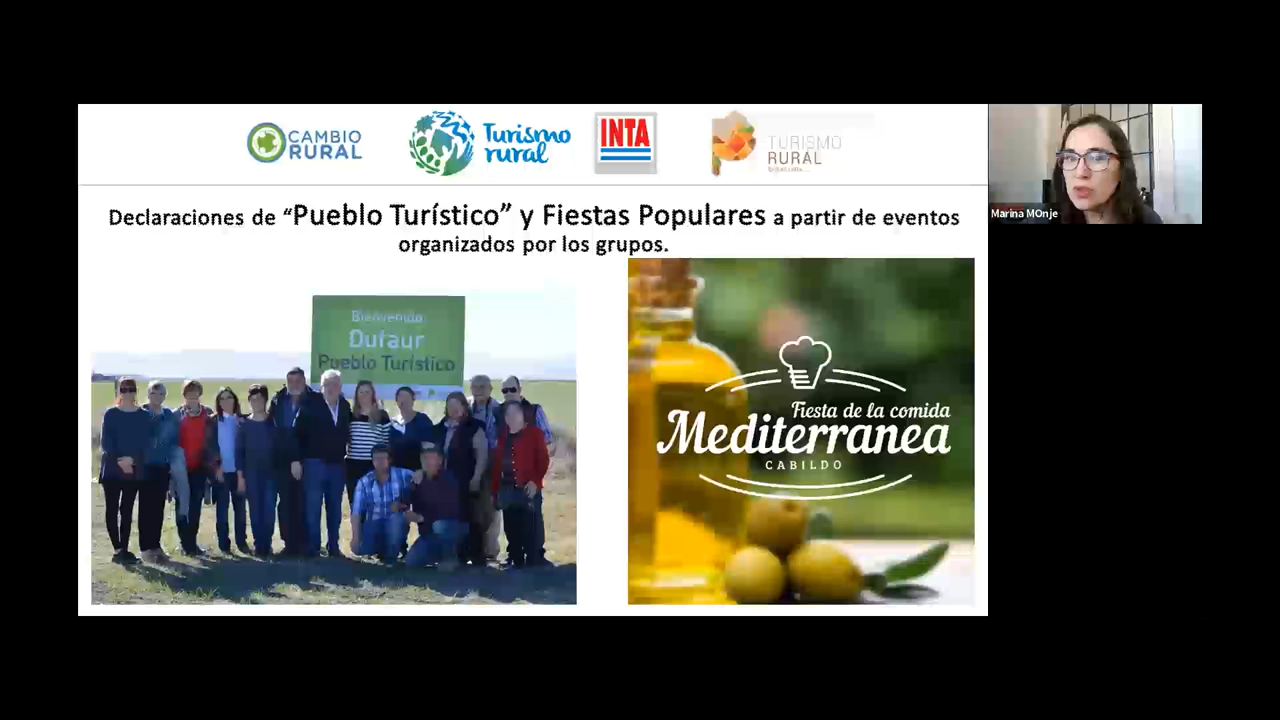 CAMBIO
RURAL
Turismo
rural
INTA
TURISMO
RURAL
Declaraciones de “Pueblo Turístico” y Fiestas Populares a partir de eventos
organizados por los grupos.
Bienvenido
Dufaur
Pueblo Turístico
Fiesta de la comida
Mediterranea
CABILDO
Marina MOnje